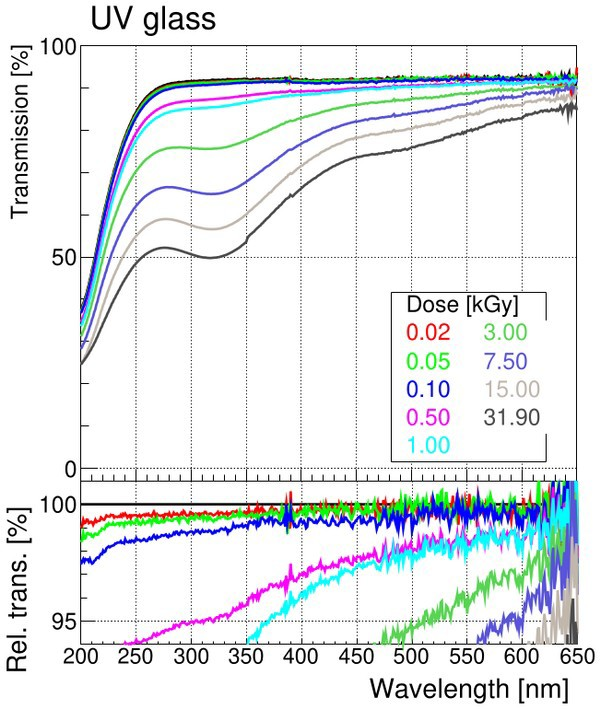 UV glass
Transmission [%]
100
50
0
Dose [kGy]
0.02 3.00
0.05 7.50
0.10 15.00
0.50 31.90
1.00
Rel. trans. [%]
100
95
200 250 300 350 400 450 500 550 600 650
Wavelength [nm]